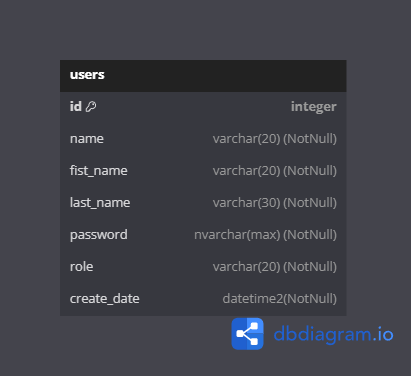 users
id integer
name varchar(20) (NotNull)
fist_name varchar(20) (NotNull)
last_name varchar(30) (NotNull)
password nvarchar(max) (NotNull)
role varchar(20) (NotNull)
create_date datetime2(NotNull)
dbdiagram.io